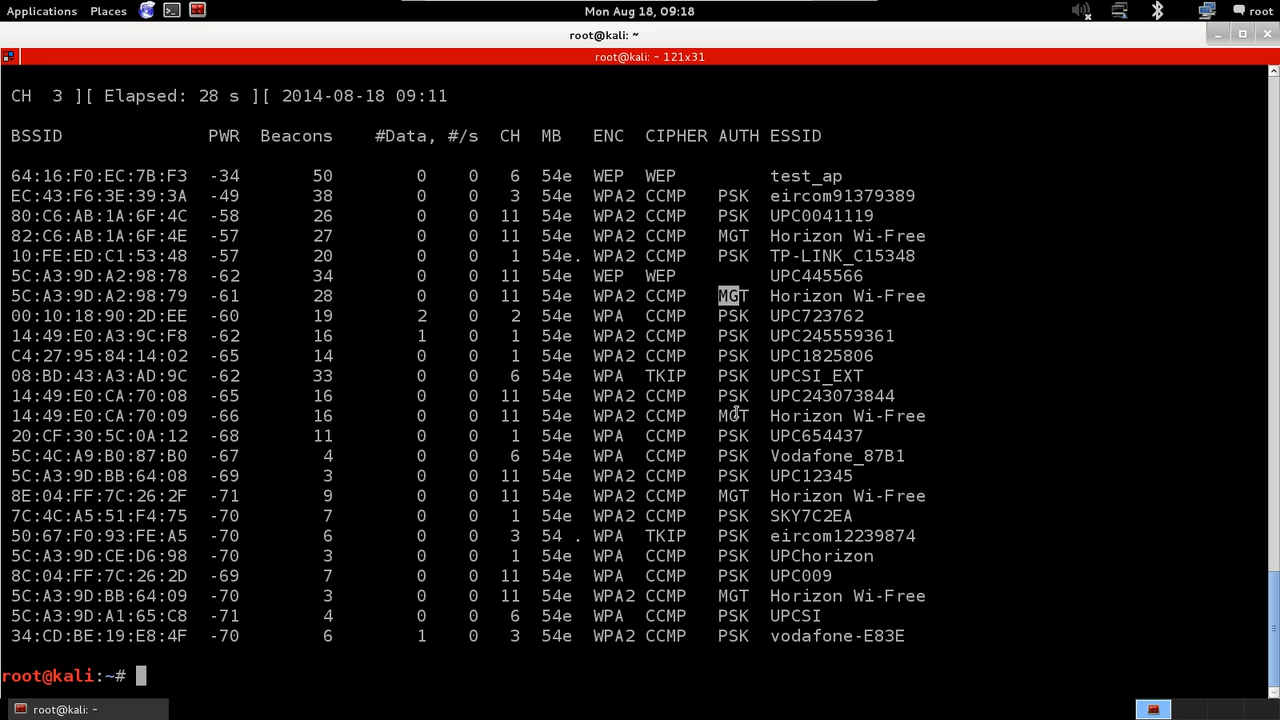 Applications Places Mon Aug 18, 09:18 root
root@kali: ~
root@kali: ~ 121x31
CH 3 ][ Elapsed: 28 s ][ 2014-08-18 09:11
BSSID PWR Beacons #Data, #/s CH MB ENC CIPHER AUTH ESSID
64:16:F0:EC:7B:F3 -34 50 0 0 6 54e WEP WEP test_ap
EC:43:F6:3E:39:3A -49 38 0 0 3 54e WPA2 CCMP PSK eircom91379389
80:C6:AB:1A:6F:4C -58 26 0 0 11 54e WPA2 CCMP PSK UPC0041119
82:C6:AB:1A:6F:4E -57 27 0 0 11 54e WPA2 CCMP MGT Horizon Wi-Free
10:FE:ED:C1:53:48 -57 20 0 0 1 54e. WPA2 CCMP PSK TP-LINK_C15348
5C:A3:9D:A2:98:78 -62 34 0 0 11 54e WEP WEP UPC445566
5C:A3:9D:A2:98:79 -61 28 0 0 11 54e WPA2 CCMP MGT Horizon Wi-Free
00:10:18:90:2D:EE -60 19 2 0 2 54e WPA CCMP PSK UPC723762
14:49:E0:A3:9C:F8 -62 16 1 0 1 54e WPA2 CCMP PSK UPC245559361
C4:27:95:84:14:02 -65 14 0 0 1 54e WPA2 CCMP PSK UPC1825806
08:BD:43:A3:AD:9C -62 33 0 0 6 54e WPA TKIP PSK UPCSI_EXT
14:49:E0:CA:70:08 -65 16 0 0 11 54e WPA2 CCMP PSK UPC243073844
14:49:E0:CA:70:09 -66 16 0 0 11 54e WPA2 CCMP MGT Horizon Wi-Free
20:CF:30:5C:0A:12 -68 11 0 0 1 54e WPA CCMP PSK UPC654437
5C:4C:A9:B0:87:B0 -67 4 0 0 6 54e WPA CCMP PSK Vodafone_87B1
5C:A3:9D:BB:64:08 -69 3 0 0 11 54e WPA2 CCMP PSK UPC12345
8E:04:FF:7C:26:2F -71 9 0 0 11 54e WPA2 CCMP MGT Horizon Wi-Free
7C:4C:A5:51:F4:75 -70 7 0 0 1 54e WPA2 CCMP PSK SKY7C2EA
50:67:F0:93:FE:A5 -70 6 0 0 3 54 . WPA TKIP PSK eircom12239874
5C:A3:9D:CE:D6:98 -70 3 0 0 1 54e WPA CCMP PSK UPChorizon
8C:04:FF:7C:26:2D -69 7 0 0 11 54e WPA CCMP PSK UPC009
5C:A3:9D:BB:64:09 -70 3 0 0 11 54e WPA2 CCMP MGT Horizon Wi-Free
5C:A3:9D:A1:65:C8 -71 4 0 0 6 54e WPA CCMP PSK UPCSI
34:CD:BE:19:E8:4F -70 6 1 0 3 54e WPA2 CCMP PSK vodafone-E83E
root@kali:~#
root@kali: ~